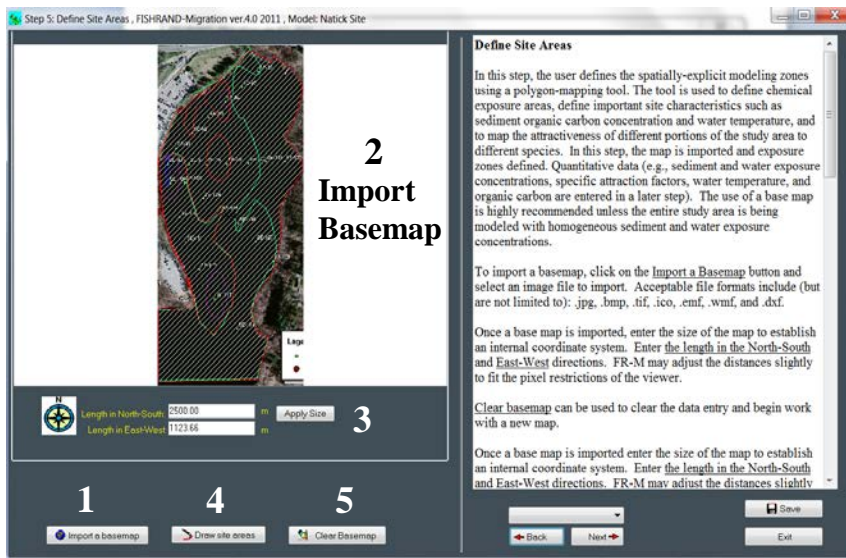 Step 5: Define Site Areas , FISHRAND-Migration ver.4.0 2011 , Model: Natick Site
2
Import
Basemap
Lege
N
Length in North-South: 2500.00 m Apply Size
Length in East-West 1123.66 m
3
1
4
5
Import a basemap
Draw site areas
Clear Basemap
Define Site Areas
In this step, the user defines the spatially-explicit modeling zones
using a polygon-mapping tool. The tool is used to define chemical
exposure areas, define important site characteristics such as
sediment organic carbon concentration and water temperature, and
to map the attractiveness of different portions of the study area to
different species. In this step, the map is imported and exposure
zones defined. Quantitative data (e.g., sediment and water exposure
concentrations, specific attraction factors, water temperature, and
organic carbon are entered in a later step). The use of a base map
is highly recommended unless the entire study area is being
modeled with homogeneous sediment and water exposure
concentrations.
To import a basemap, click on the Import a Basemap button and
select an image file to import. Acceptable file formats include (but
are not limited to): .jpg, .bmp, .tif, .ico, .emf, .wmf, and .dxf.
Once a base map is imported, enter the size of the map to establish
an internal coordinate system. Enter the length in the North-South
and East-West directions. FR-M may adjust the distances slightly
to fit the pixel restrictions of the viewer.
Clear basemap can be used to clear the data entry and begin work
with a new map.
Once a base map is imported enter the size of the map to establish
an internal coordinate system. Enter the length in the North-South
and East-West directions. FR-M may adjust the distances slightly
Save
Back
Next
Exit